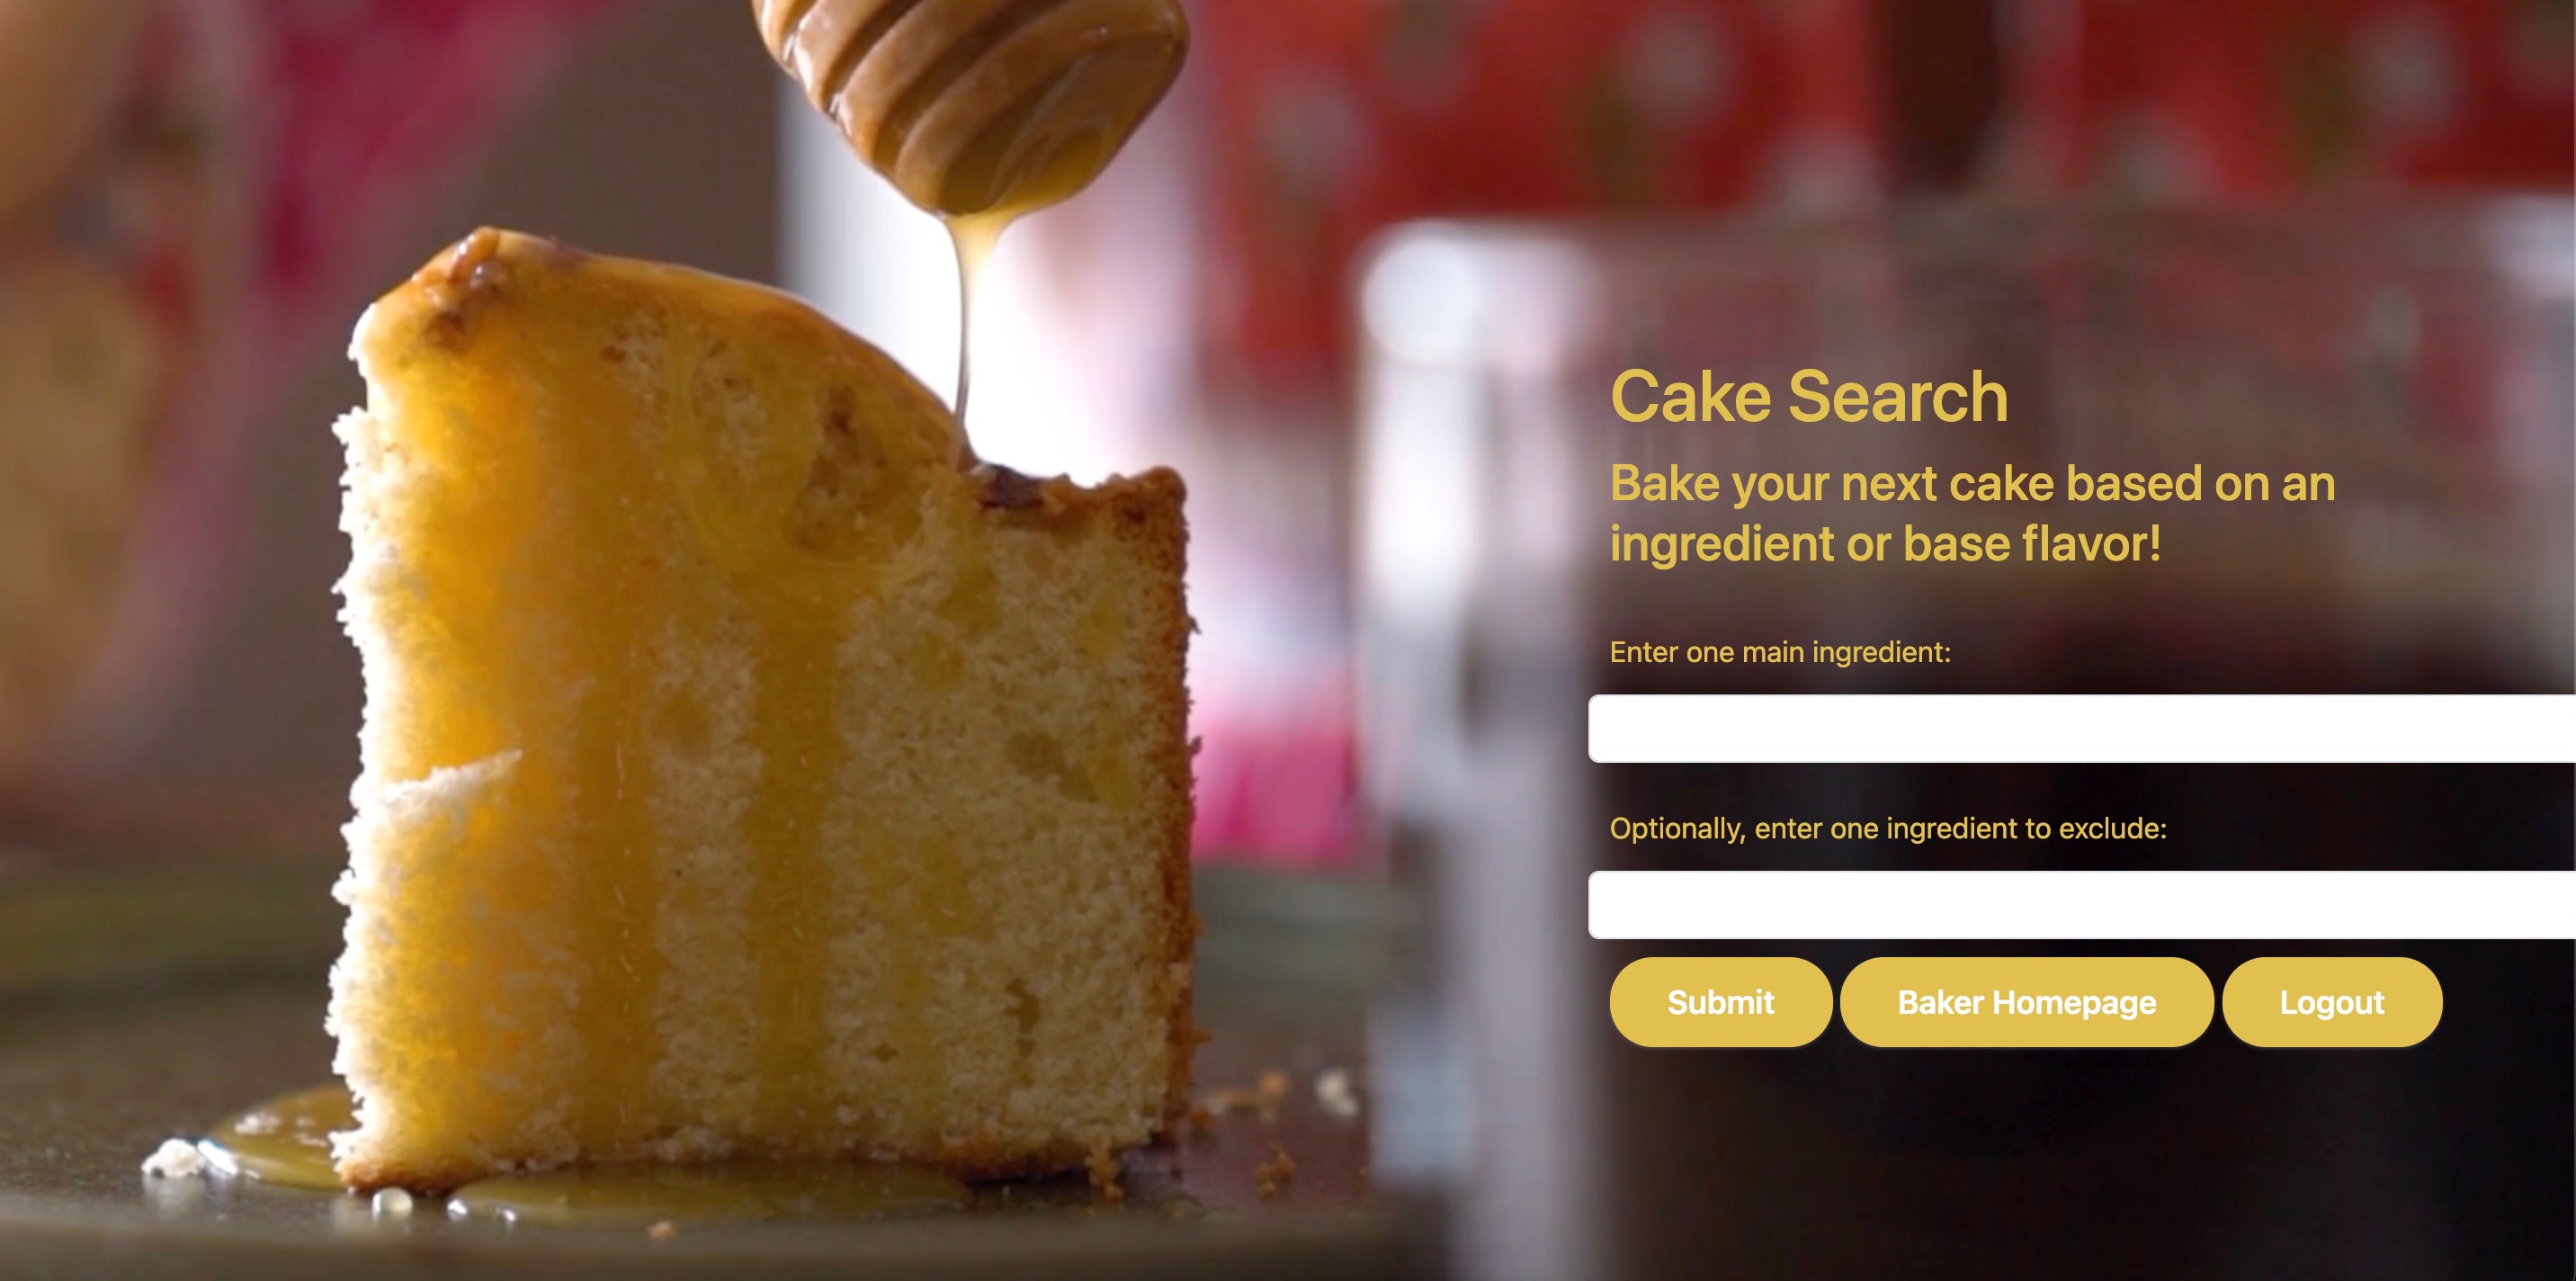 Cake Search
Bake your next cake based on an
ingredient or base flavor!
Enter one main ingredient:
Optionally, enter one ingredient to exclude:
Submit Baker Homepage Logout